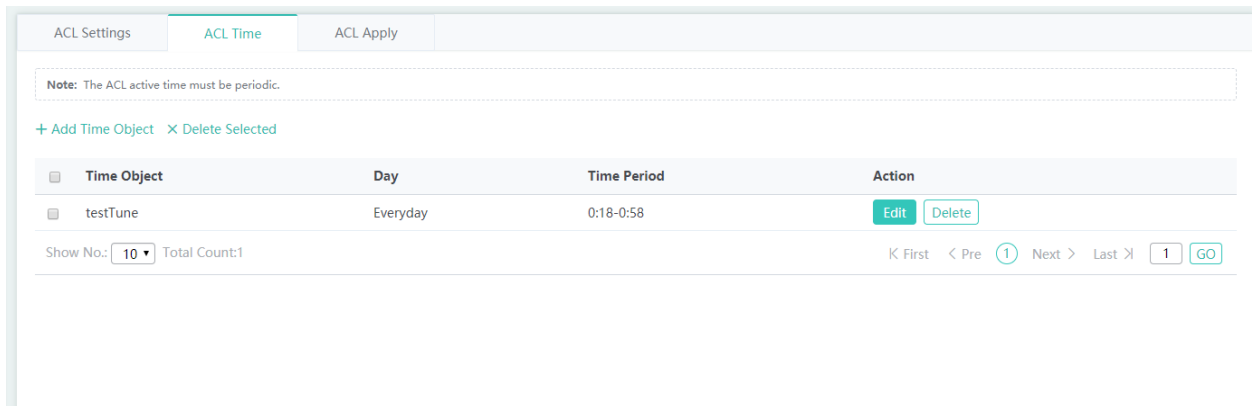 ACL Settings ACL Time ACL Apply
Note: The ACL active time must be periodic.
+ Add Time Object × Delete Selected
Time Object Day Time Period Action
testTune Everyday 0:18-0:58 Edit Delete
Show No.: 10 Total Count:1 First Pre 1 Next Last 1 GO